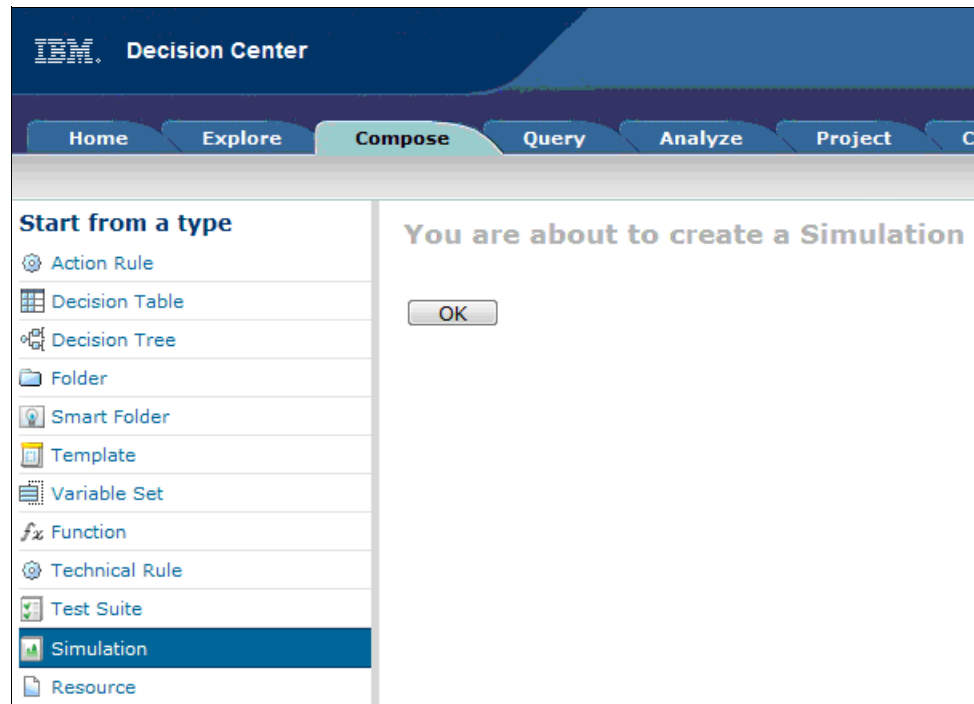 IBM. Decision Center
Home Explore Compose Query Analyze Project C
Start from a type
Action Rule
Decision Table
Decision Tree
Folder
Smart Folder
Template
Variable Set
fx Function
Technical Rule
Test Suite
Simulation
Resource
You are about to create a Simulation
OK